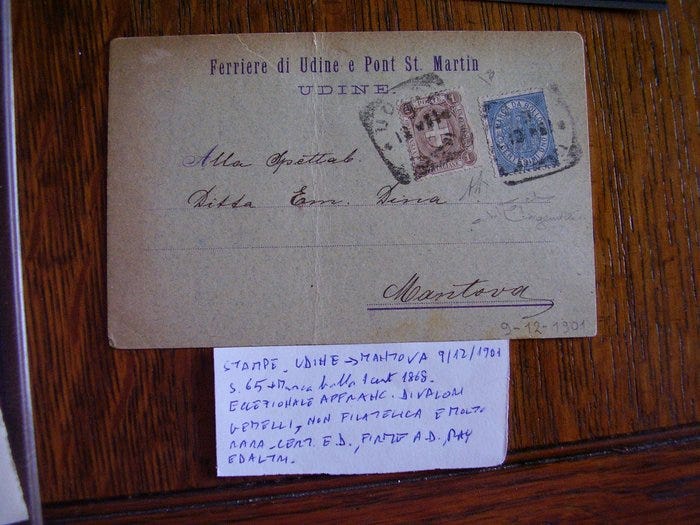 Ferriere di Udine e Pont St. Martin
UDINE.
Alla Spettab.
Ditta Em. Dina
Mantova
9-12-1901
STAMPE - UDINE → MANTOVA 9/12/1901
S. 65 + Marca bollo 1 cent 1868.
ECCEZIONALE AFFRANC. DI VALORI
GEMELLI, NON FILATELICA E MOLTO
RARA - CERT. E.D., FIRME A.D., RAY
ED ALTRI.